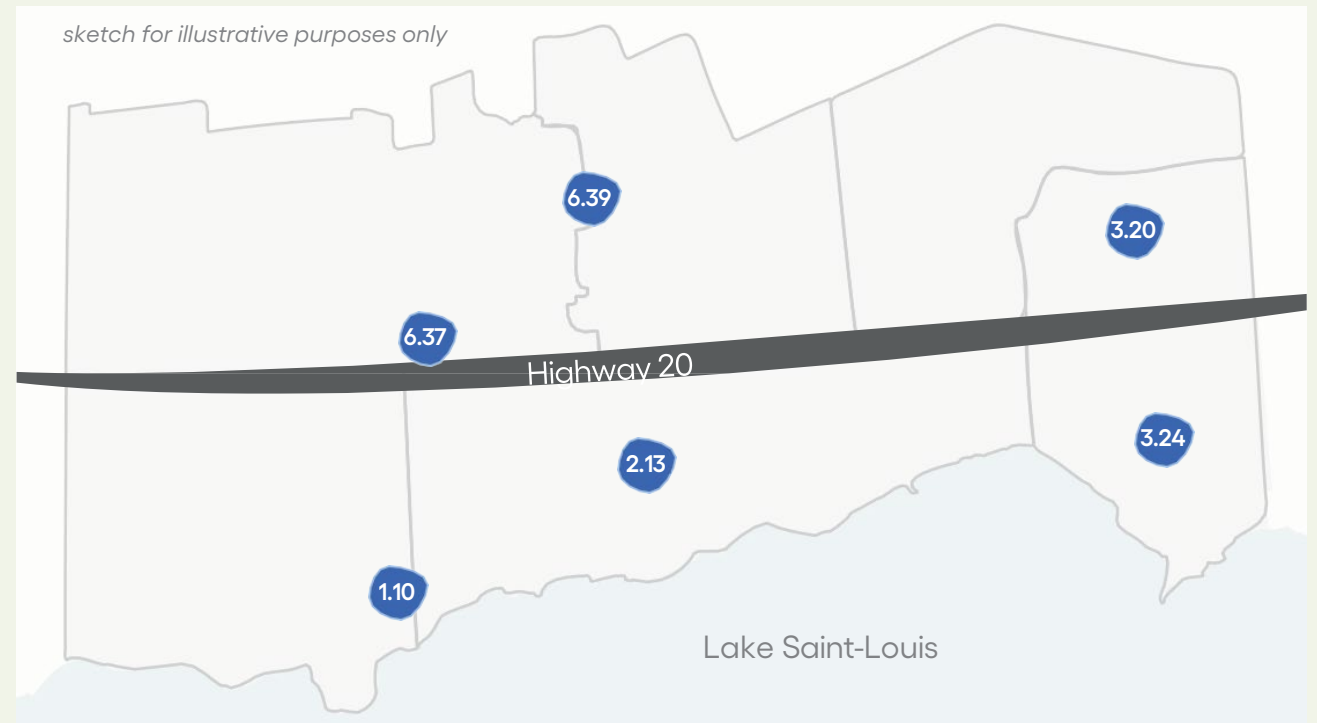 sketch for illustrative purposes only
6.39
3.20
6.37
Highway 20
3.24
2.13
1.10
Lake Saint-Louis